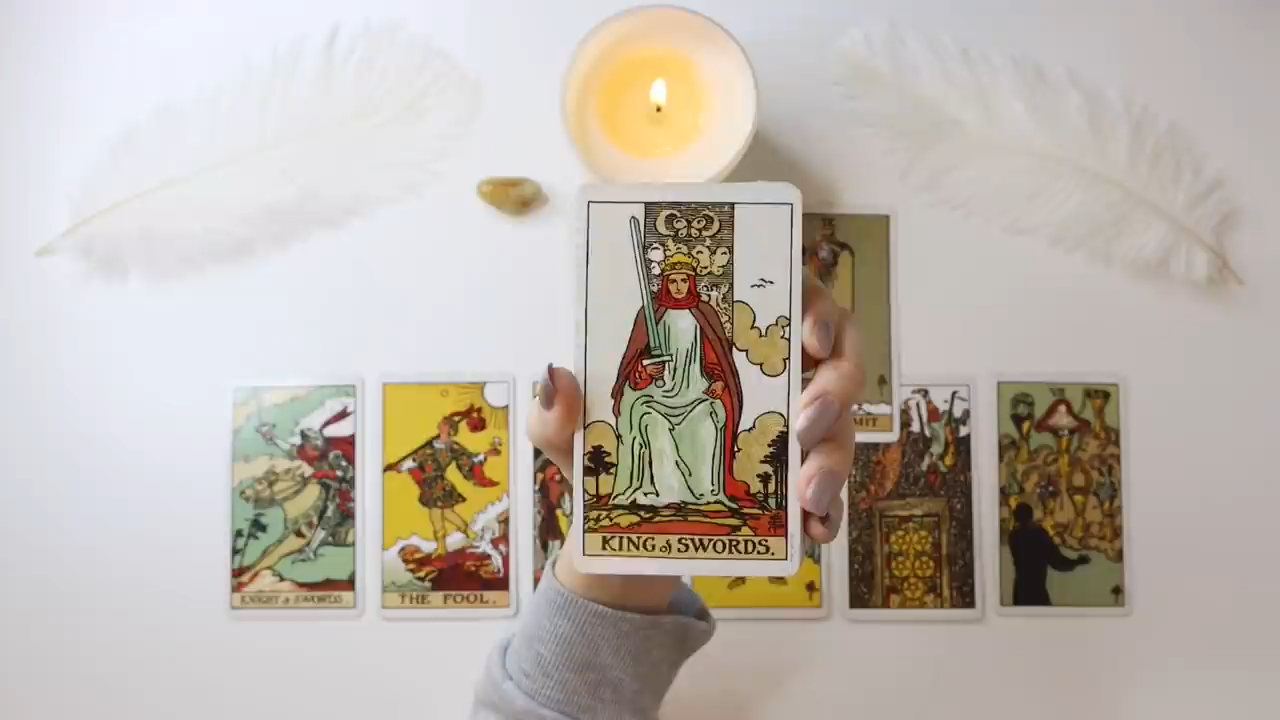 KING of SWORDS.
MIT
KNIGHT of SWORDS.
THE FOOL.